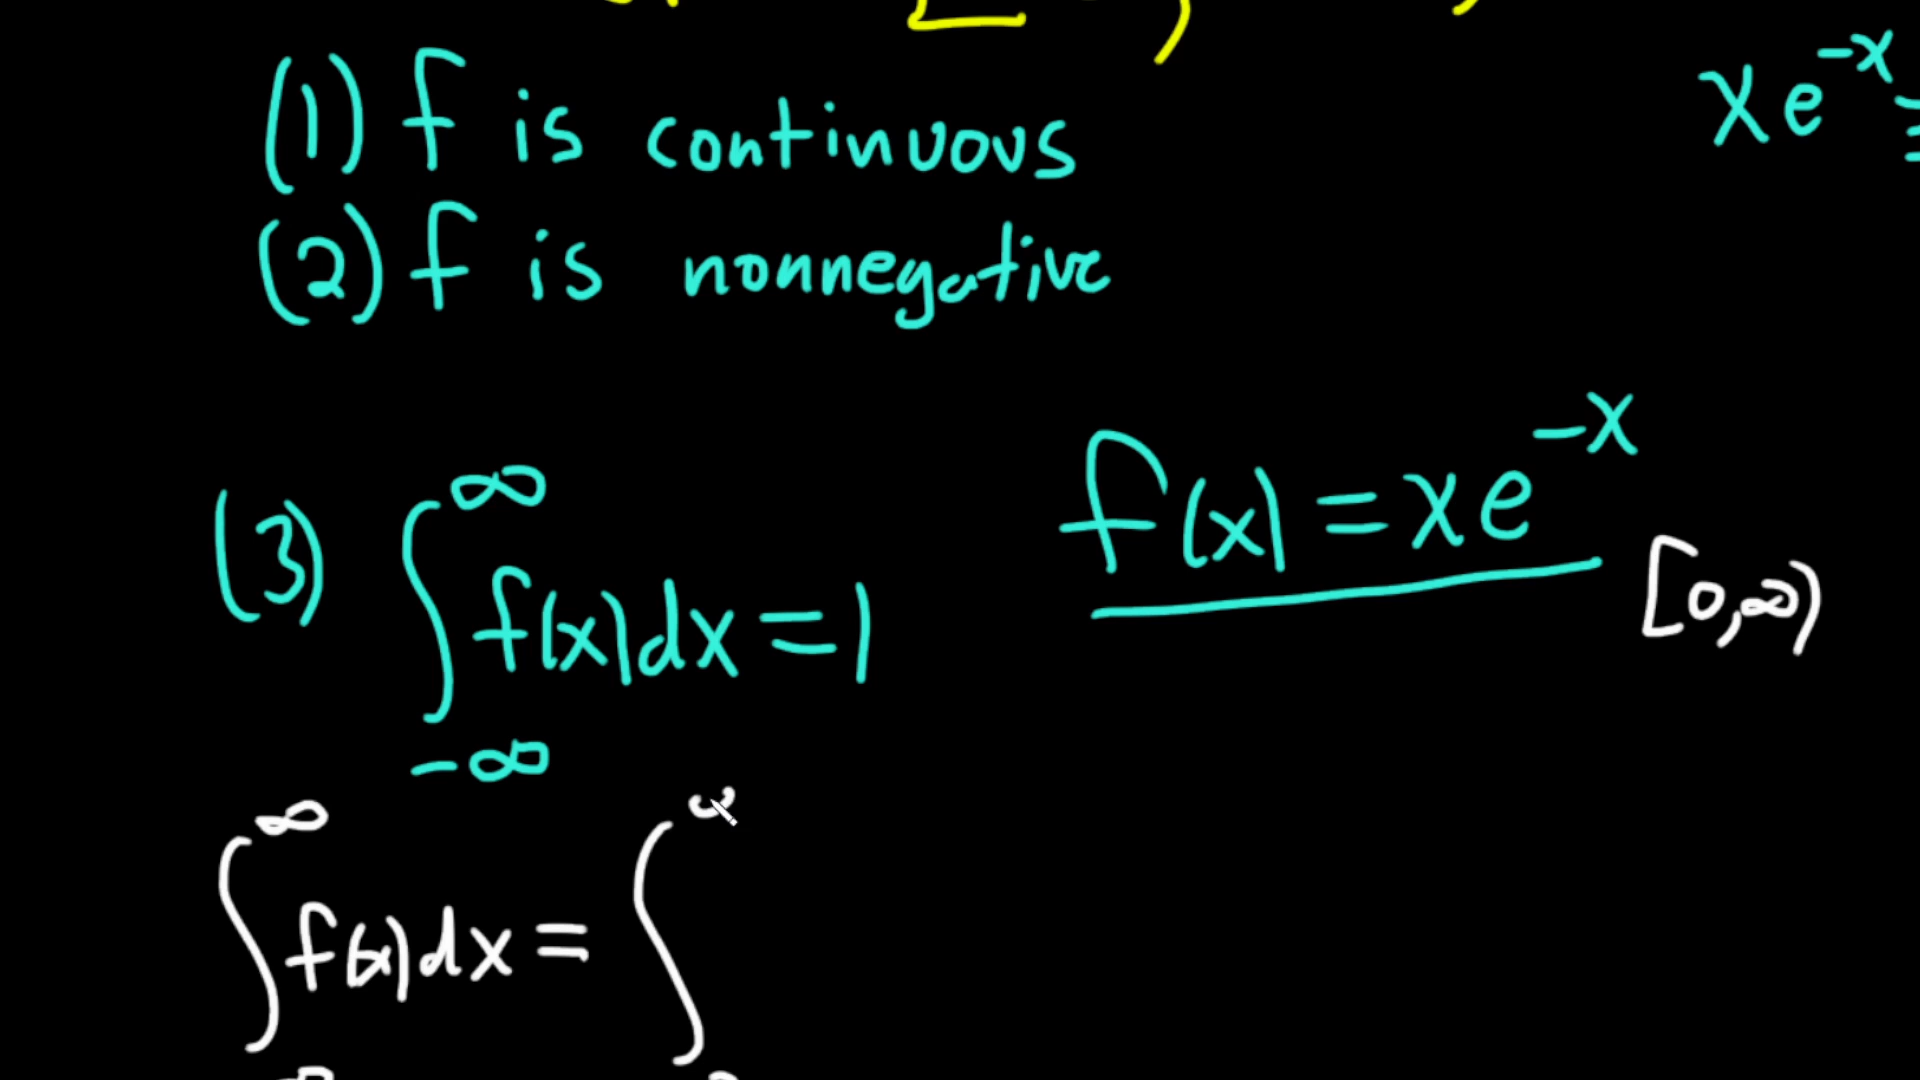 (1) f is continuous
xe^{-x} =
(2) f is nonnegative
(3) ∫_{-∞}^{∞} f(x)dx = 1
f(x) = xe^{-x}
[0,∞)
∫^{∞} f(x)dx = ∫